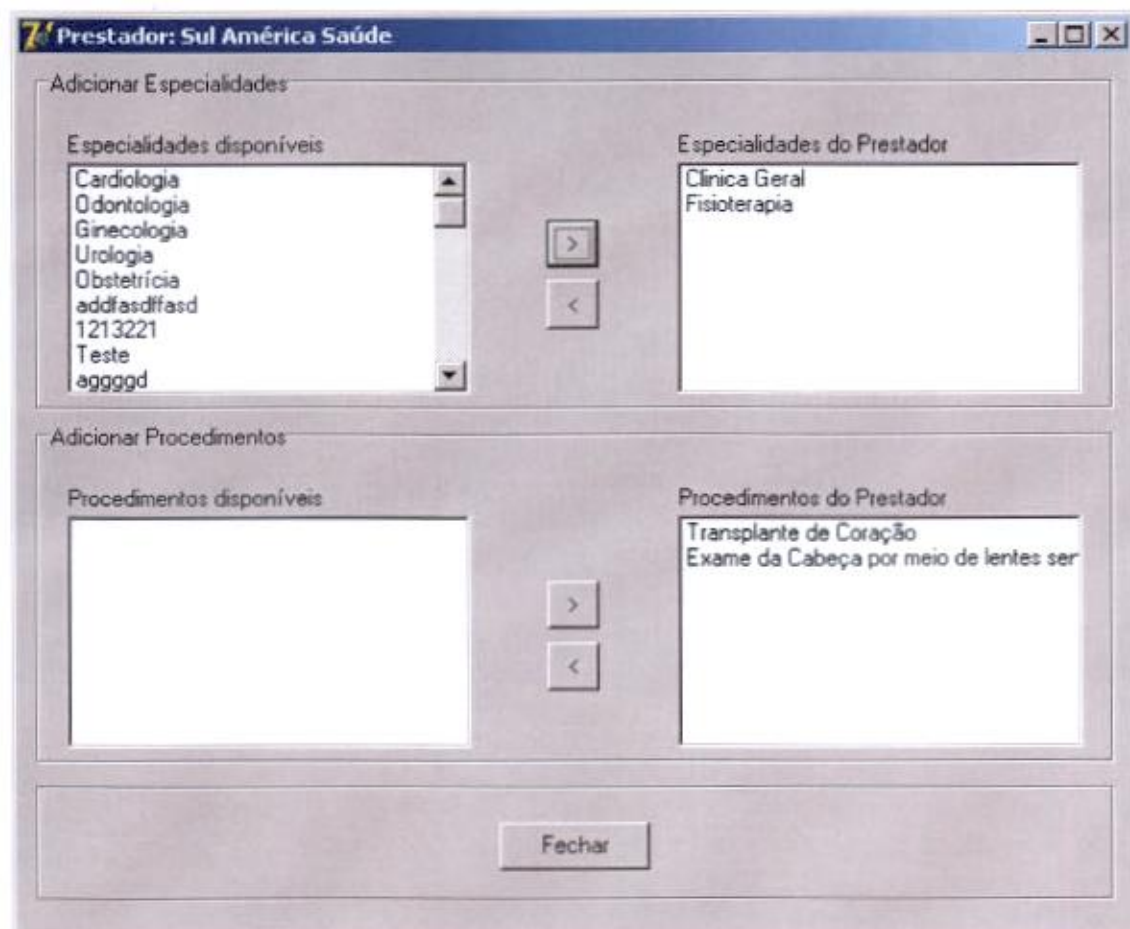 Prestador: Sul América Saúde
Adicionar Especialidades
Especialidades disponíveis
Cardiologia
Odontologia
Ginecologia
Urologia
Obstetrícia
addfasdffasd
1213221
Teste
aggggd
>
<
Especialidades do Prestador
Clinica Geral
Fisioterapia
Adicionar Procedimentos
Procedimentos disponíveis
>
<
Procedimentos do Prestador
Transplante de Coração
Exame da Cabeça por meio de lentes ser
Fechar